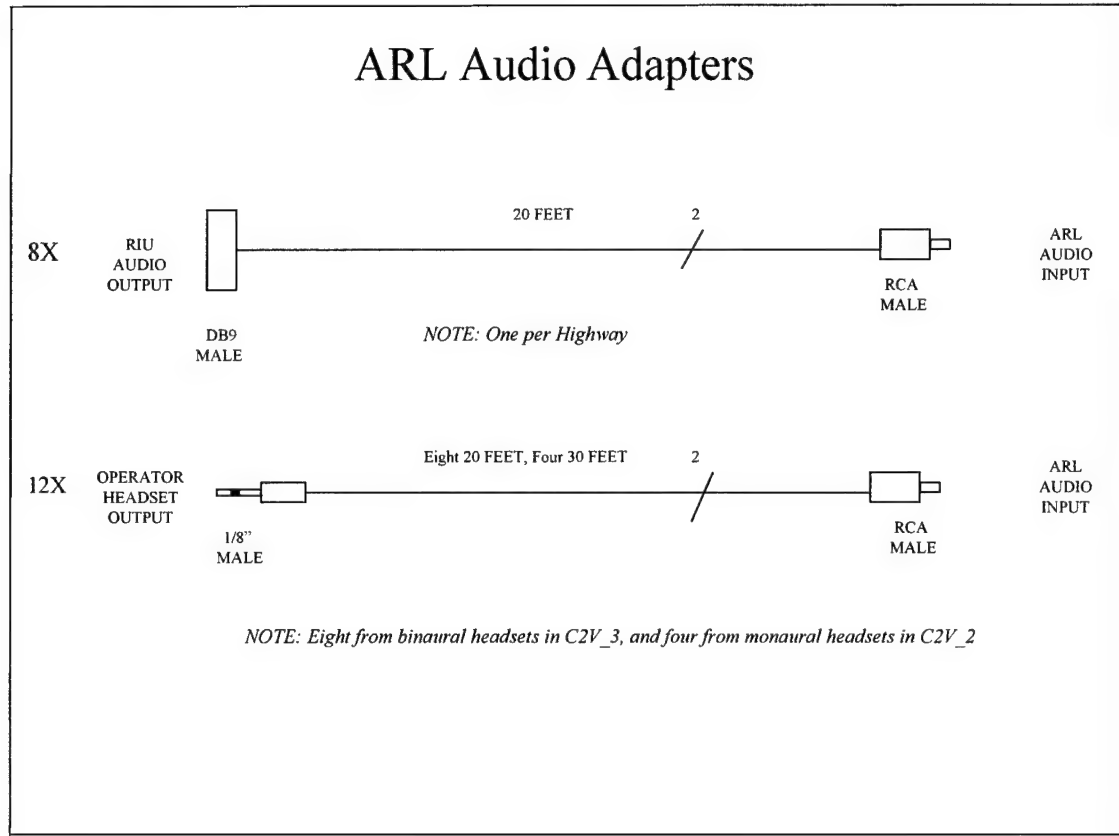 ARL Audio Adapters
20 FEET
2
8X
RIU
AUDIO
OUTPUT
ARL
AUDIO
INPUT
RCA
MALE
DB9
MALE
NOTE: One per Highway
Eight 20 FEET, Four 30 FEET
2
12X
OPERATOR
HEADSET
OUTPUT
ARL
AUDIO
INPUT
1/8”
MALE
RCA
MALE
NOTE: Eight from binaural headsets in C2V_3, and four from monaural headsets in C2V_2